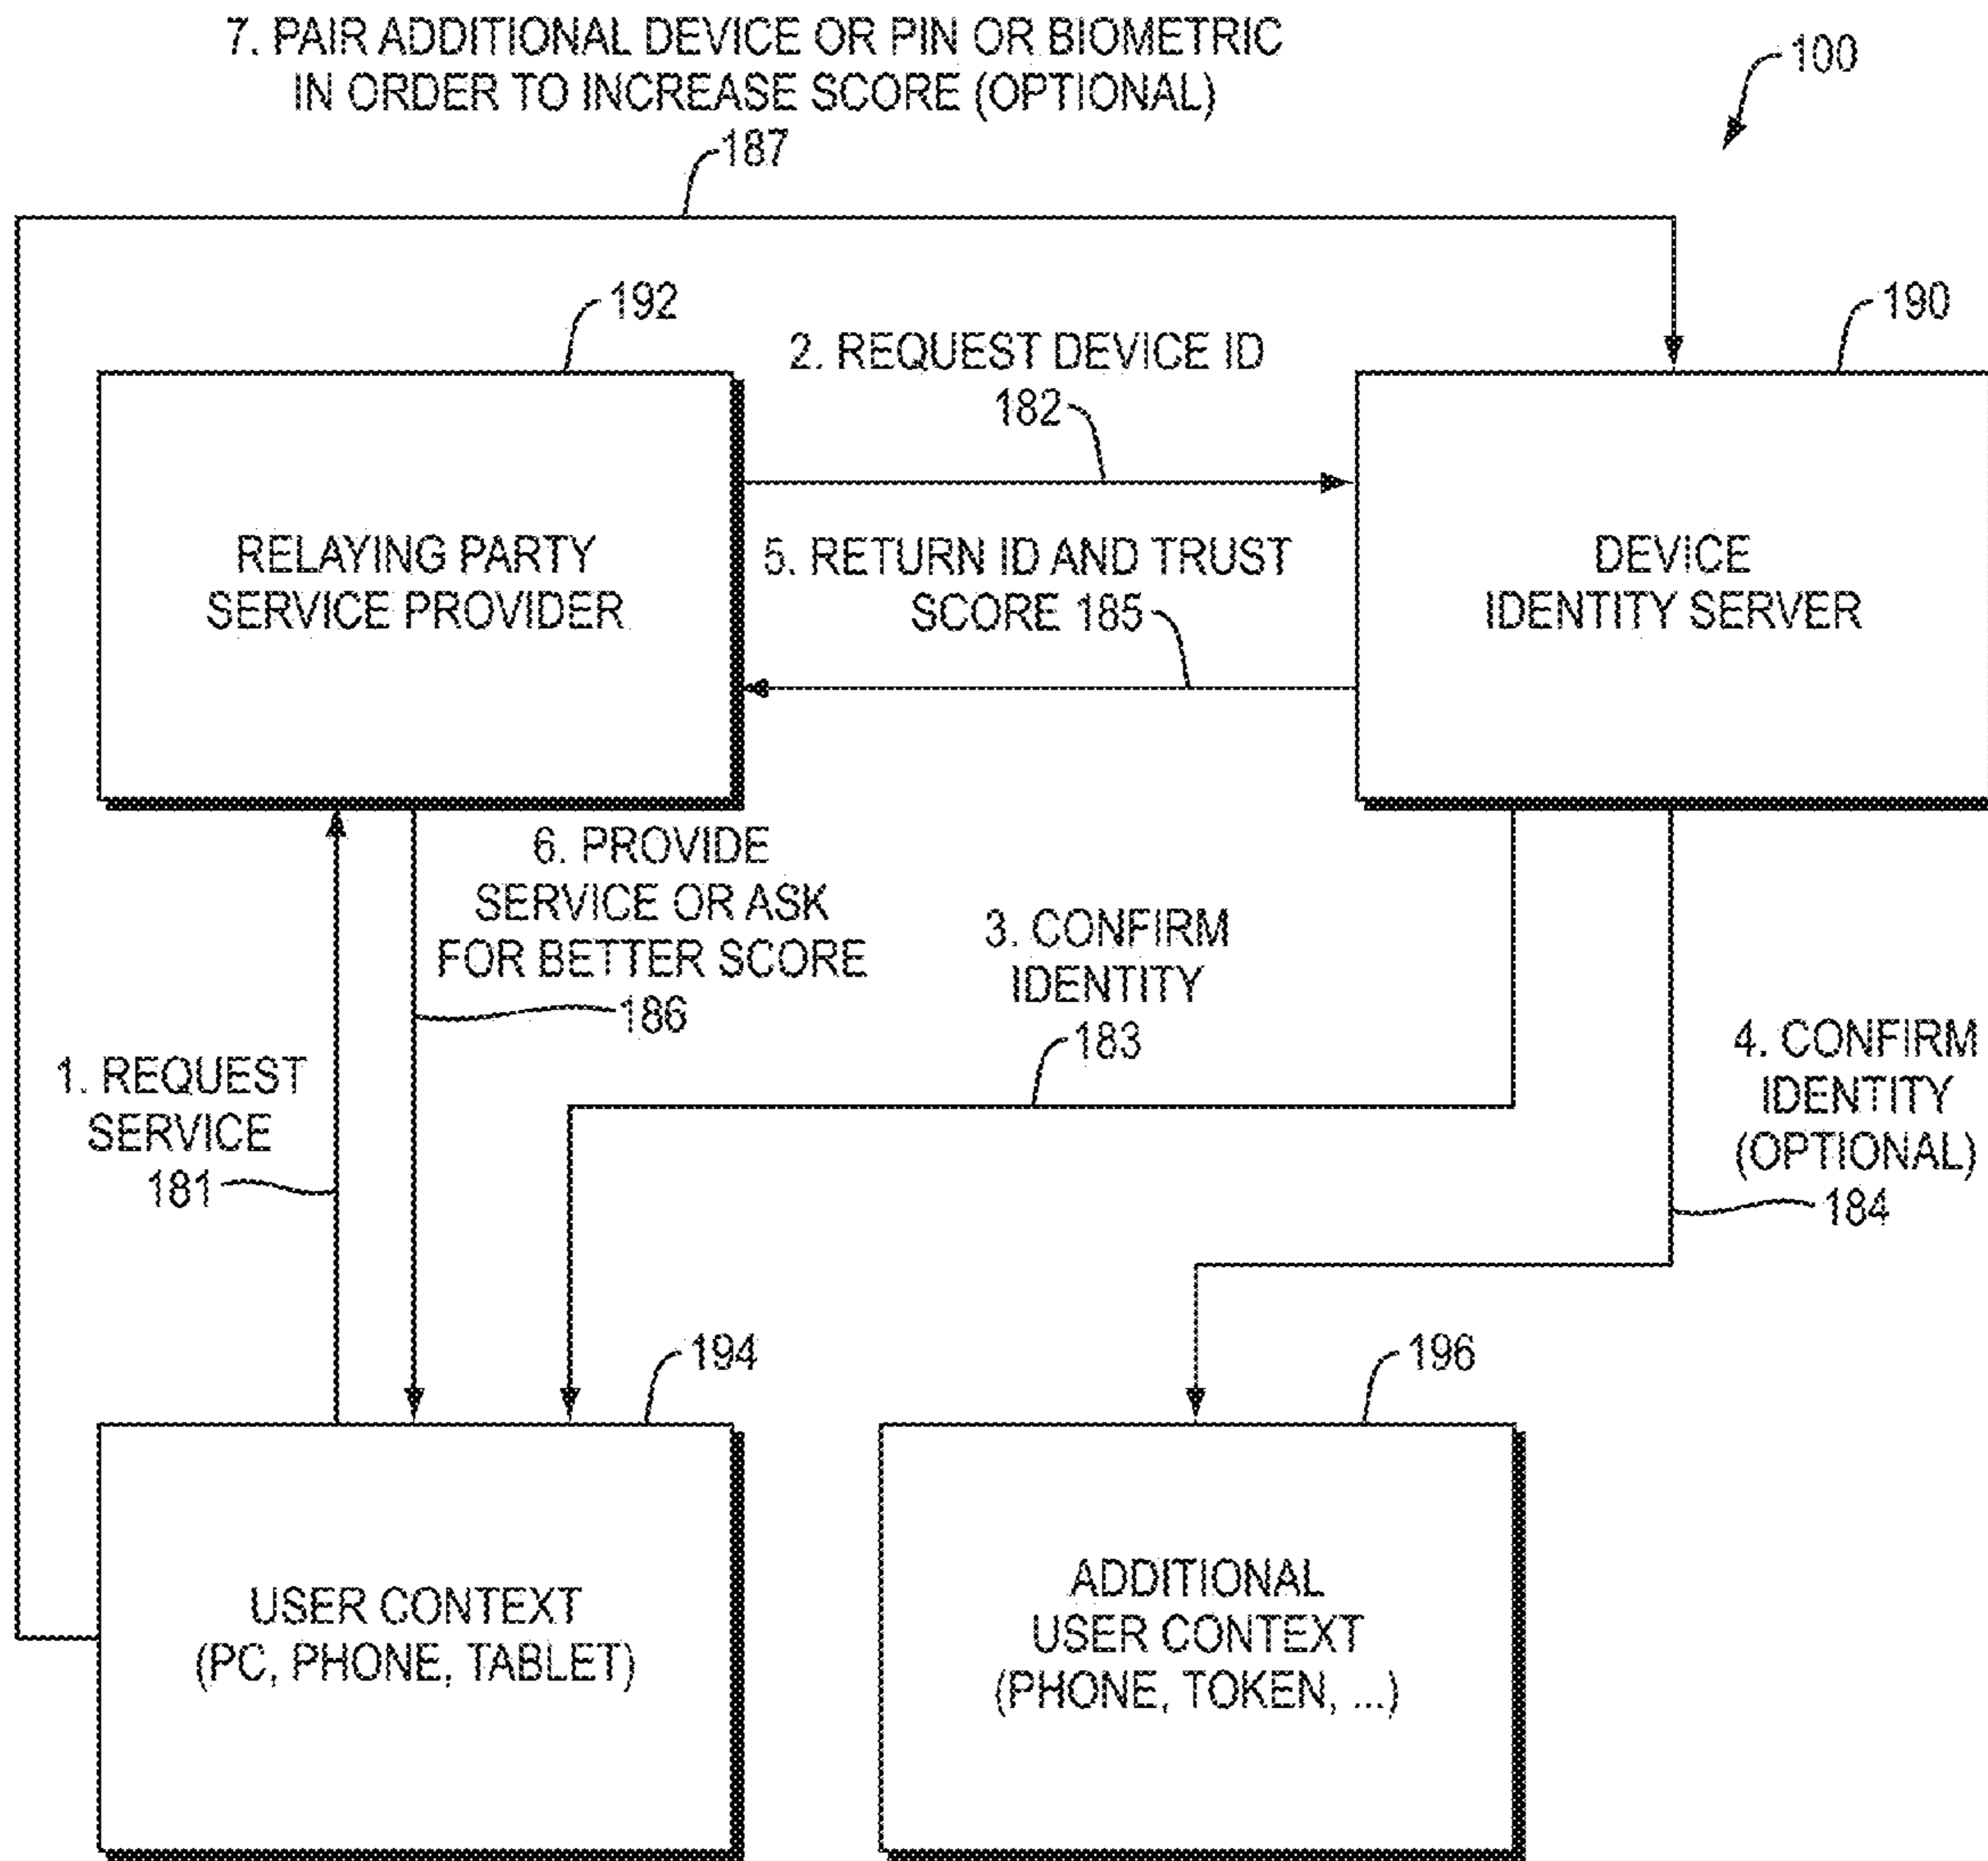 7. PAIR ADDITIONAL DEVICE OR PIN OR BIOMETRIC
IN ORDER TO INCREASE SCORE (OPTIONAL)
187
100
192
190
2. REQUEST DEVICE ID
182
RELAYING PARTY
SERVICE PROVIDER
5. RETURN ID AND TRUST
SCORE 185
DEVICE
IDENTITY SERVER
6. PROVIDE
SERVICE OR ASK
FOR BETTER SCORE
186
3. CONFIRM
IDENTITY
183
1. REQUEST
SERVICE
181
4. CONFIRM
IDENTITY
(OPTIONAL)
184
194
196
USER CONTEXT
(PC, PHONE, TABLET)
ADDITIONAL
USER CONTEXT
(PHONE, TOKEN, ...)